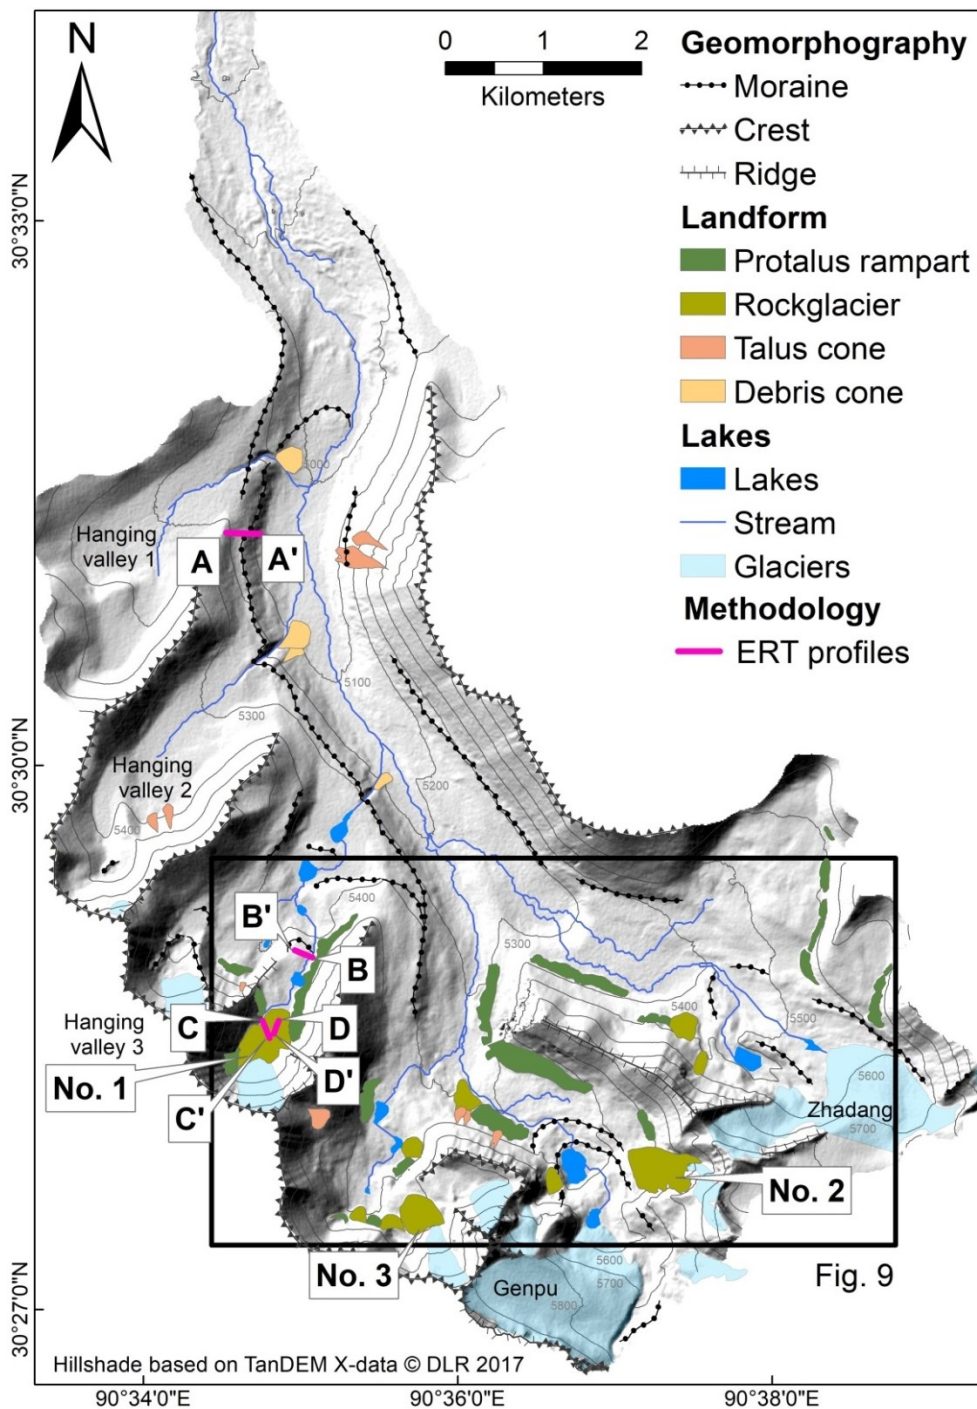 N
0 1 2
Kilometers
Geomorphography
Moraine
Crest
Ridge
Landform
Protalus rampart
Rockglacier
Talus cone
Debris cone
Lakes
Lakes
Stream
Glaciers
Methodology
ERT profiles
30°33'0"N
30°30'0"N
30°27'0"N
5000
Hanging
valley 1
A
A'
5100
5300
5200
Hanging
valley 2
5400
5400
B'
B
5300
5400
5500
C
D
Hanging
valley 3
No. 1
D'
C'
5600
Zhadang
5700
No. 2
No. 3
5600
5700
Genpu
5800
Fig. 9
Hillshade based on TanDEM X-data © DLR 2017
90°34'0"E
90°36'0"E
90°38'0"E